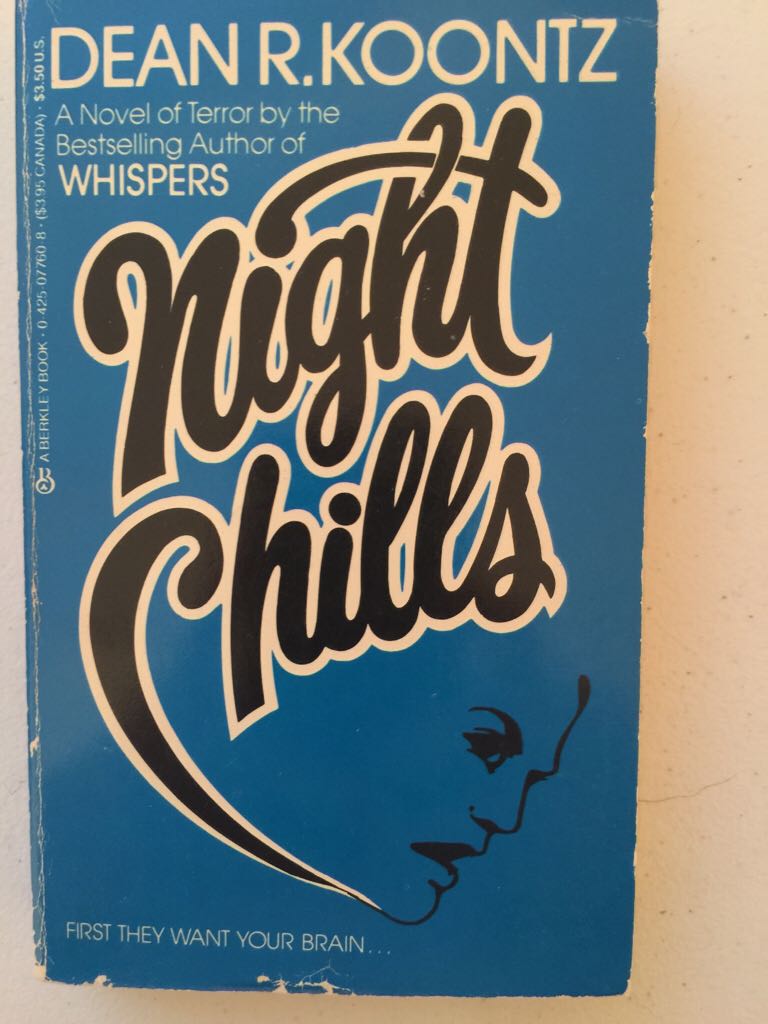 DEAN R. KOONTZ
A Novel of Terror by the
Bestselling Author of
WHISPERS
Night
Chills
FIRST THEY WANT YOUR BRAIN...
A BERKLEY BOOK · 0-425-07760-8 · ($3.95 CANADA) · $3.50 U.S.